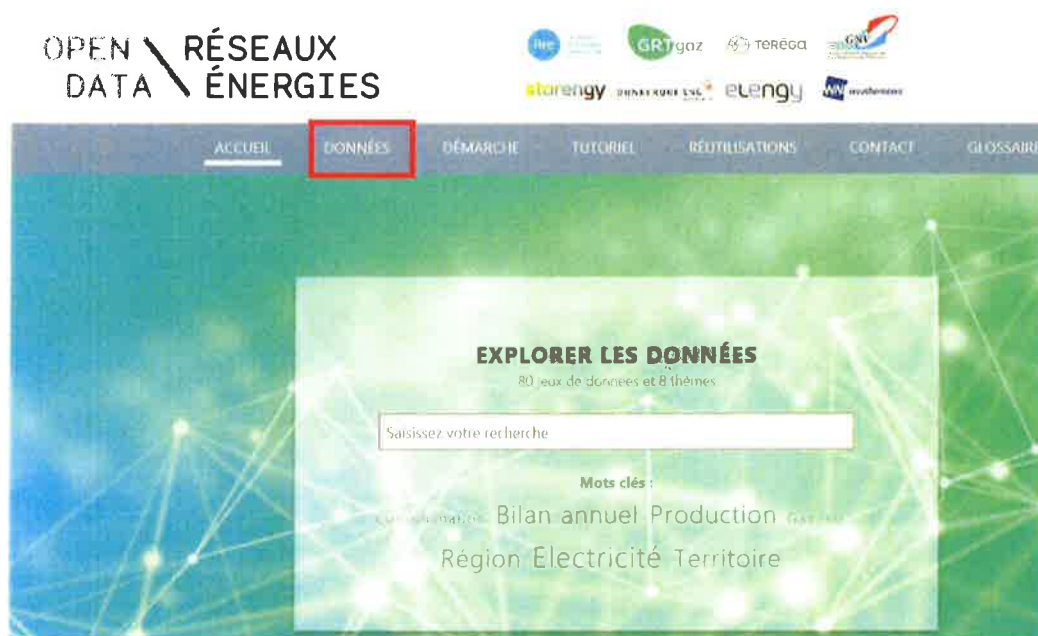 OPEN RÉSEAUX
DATA ÉNERGIES
GRTgaz TERÉGA
storengy elengy
ACCUEIL DONNÉES DÉMARCHE TUTORIEL RÉUTILISATIONS CONTACT GLOSSAIRE
EXPLORER LES DONNÉES
80 jeux de données et 8 thèmes
Saisissez votre recherche
Mots clés :
Bilan annuel Production
Région Electricité Territoire